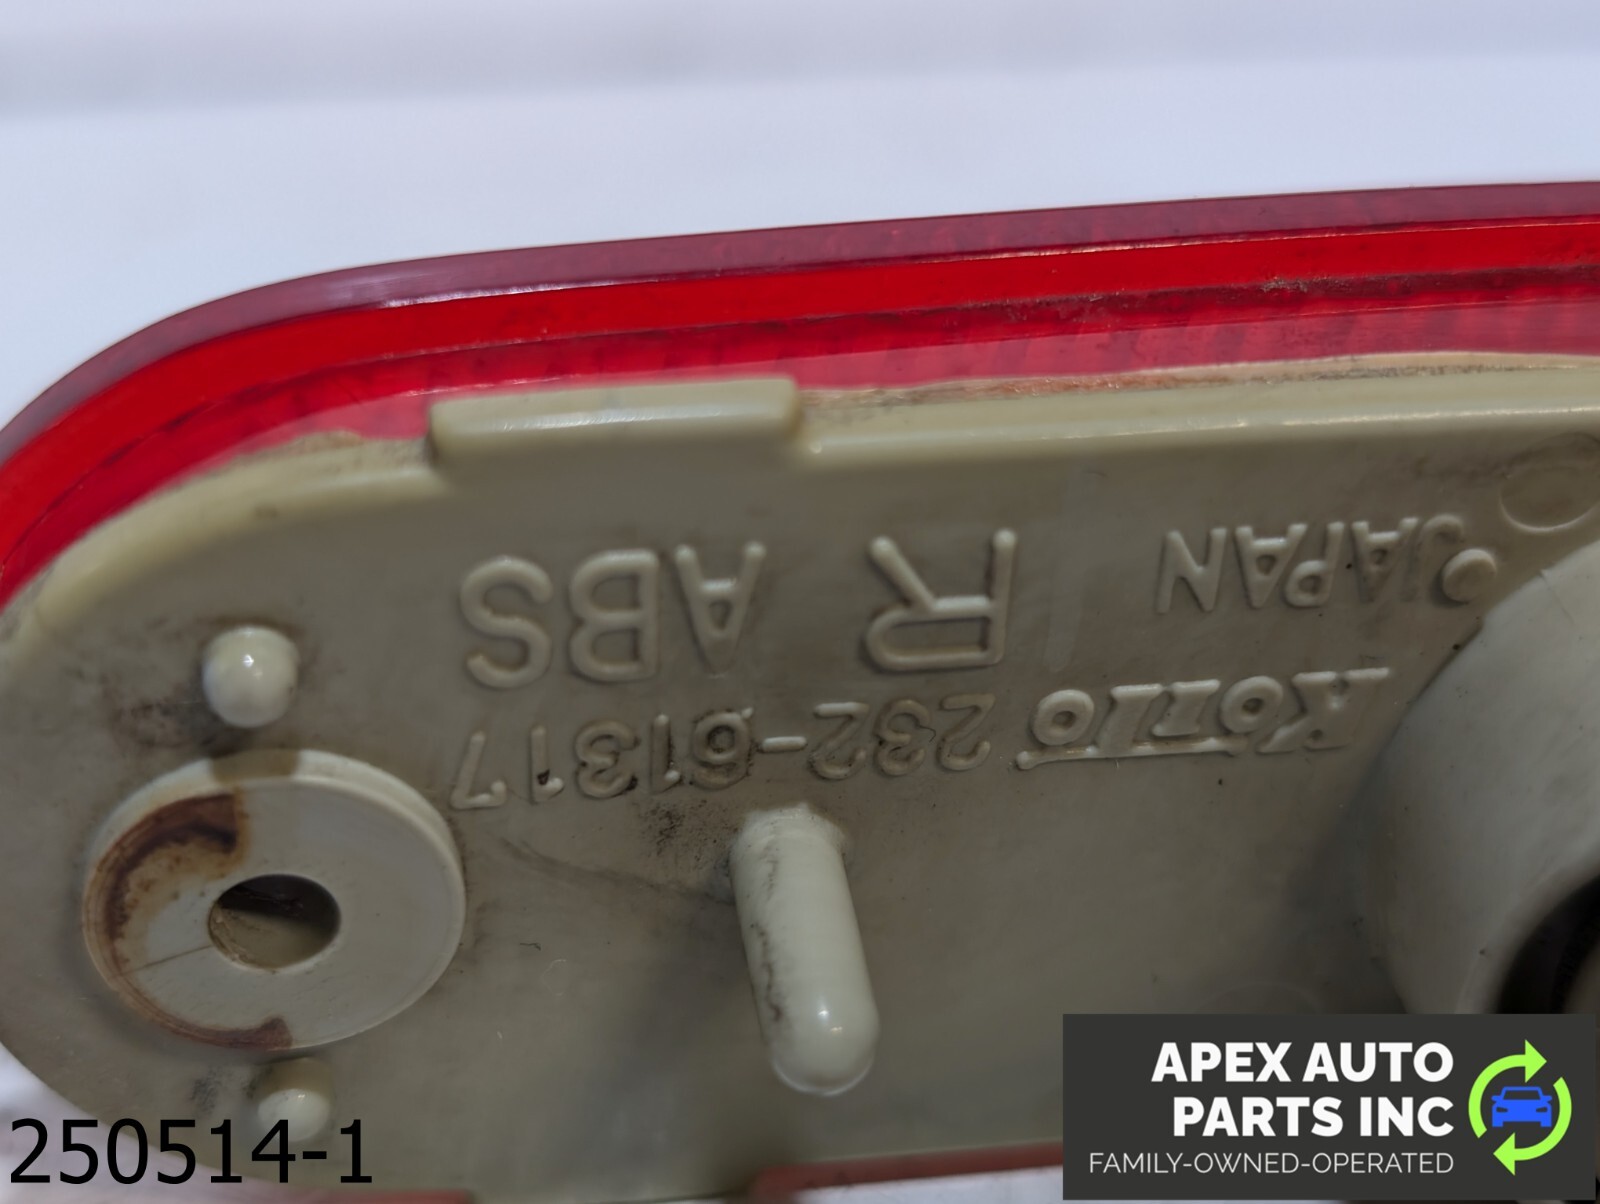 Koito 232-61317
JAPAN R ABS
250514-1
APEX AUTO
PARTS INC
FAMILY-OWNED-OPERATED